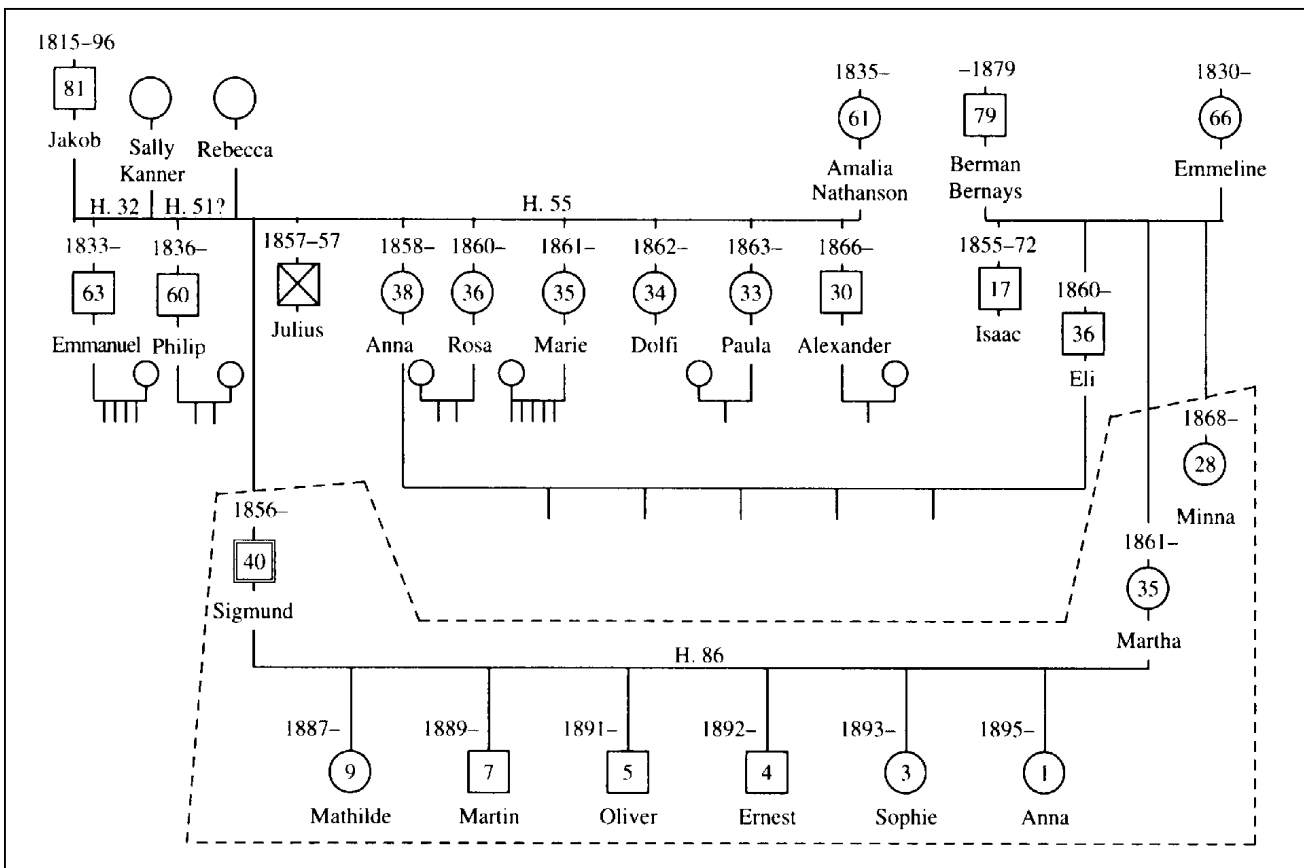 1815–96
1835–
–1879
1830–
81
61
79
66
Jakob
Sally
Kanner
Rebecca
Amalia
Nathanson
Berman
Bernays
Emmeline
H. 32
H. 51?
H. 55
1833–
1836–
1857–57
1858–
1860–
1861–
1862–
1863–
1866–
1855–72
1860–
63
60
38
36
35
34
33
30
17
36
Emmanuel
Philip
Julius
Anna
Rosa
Marie
Dolfi
Paula
Alexander
Isaac
Eli
1868–
28
Minna
1856–
40
Sigmund
1861–
35
Martha
H. 86
1887–
1889–
1891–
1892–
1893–
1895–
9
7
5
4
3
1
Mathilde
Martin
Oliver
Ernest
Sophie
Anna